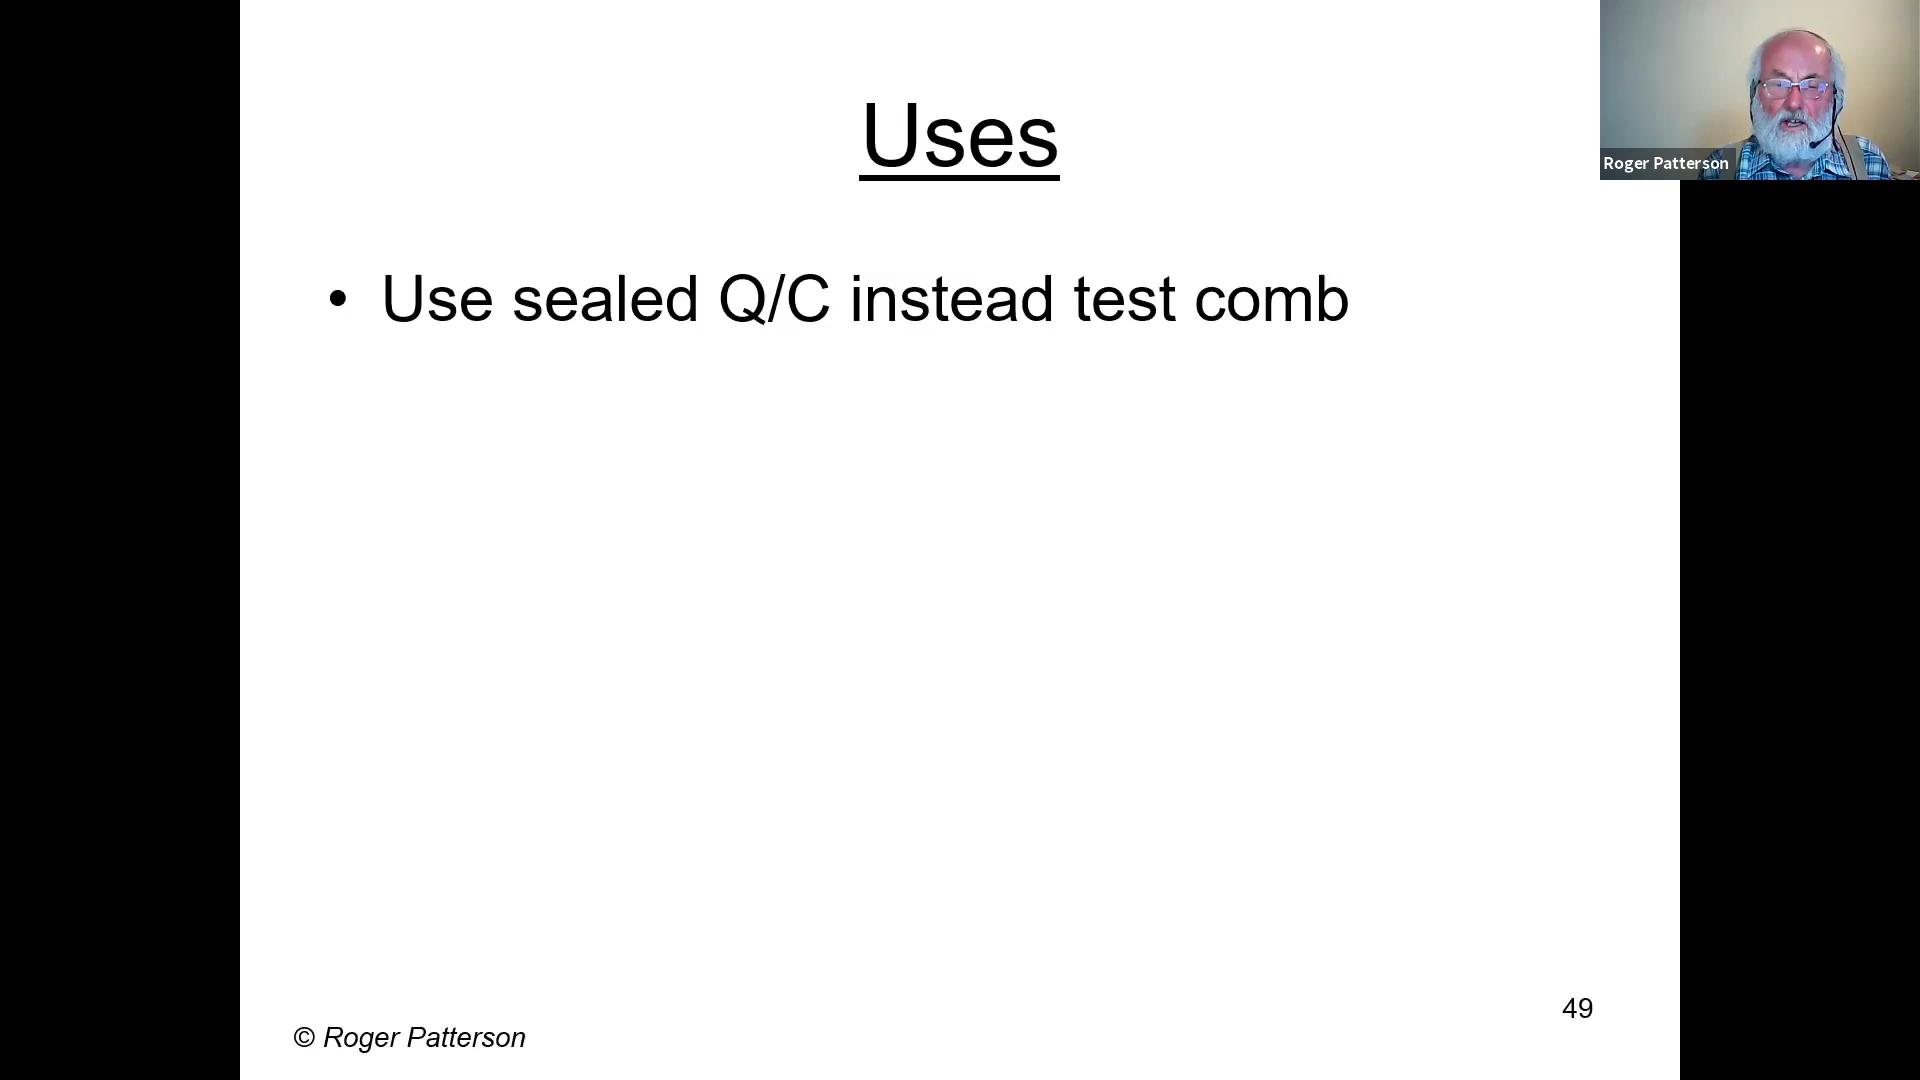 Uses
Roger Patterson
• Use sealed Q/C instead test comb
49
© Roger Patterson